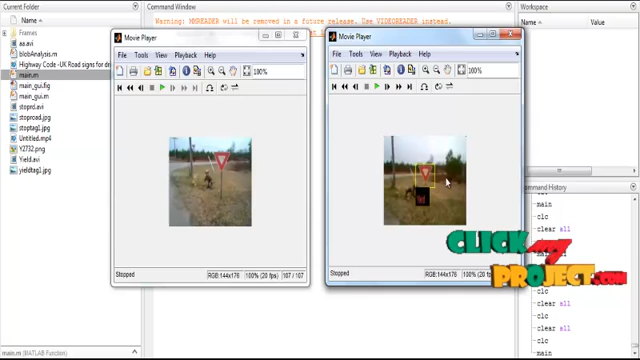 Current Folder
Name
Frames
aa.avi
blobAnalysis.m
Highway Code -UK Road signs for dri
main.m
main_gui.fig
main_gui.m
stoprd.avi
stoproad.jpg
stoptag1.jpg
Untitled.mp4
Y2732.png
Yield.avi
yieldtag1.jpg
main.m (MATLAB Function)
Command Window
Warning: MMREADER will be removed in a future release. Use VIDEOREADER instead.
Movie Player
File Tools View Playback Help
100%
Stopped
RGB:144x176
100% (20 fps)
107 / 107
Movie Player
File Tools View Playback Help
100%
Stopped
RGB:144x176
100% (20 fps)
Workspace
Name
Value
Command History
clc
main
clc
clear all
clc
clear all
clc
clear all
clc
main
CLICK MY
PROJECT.com